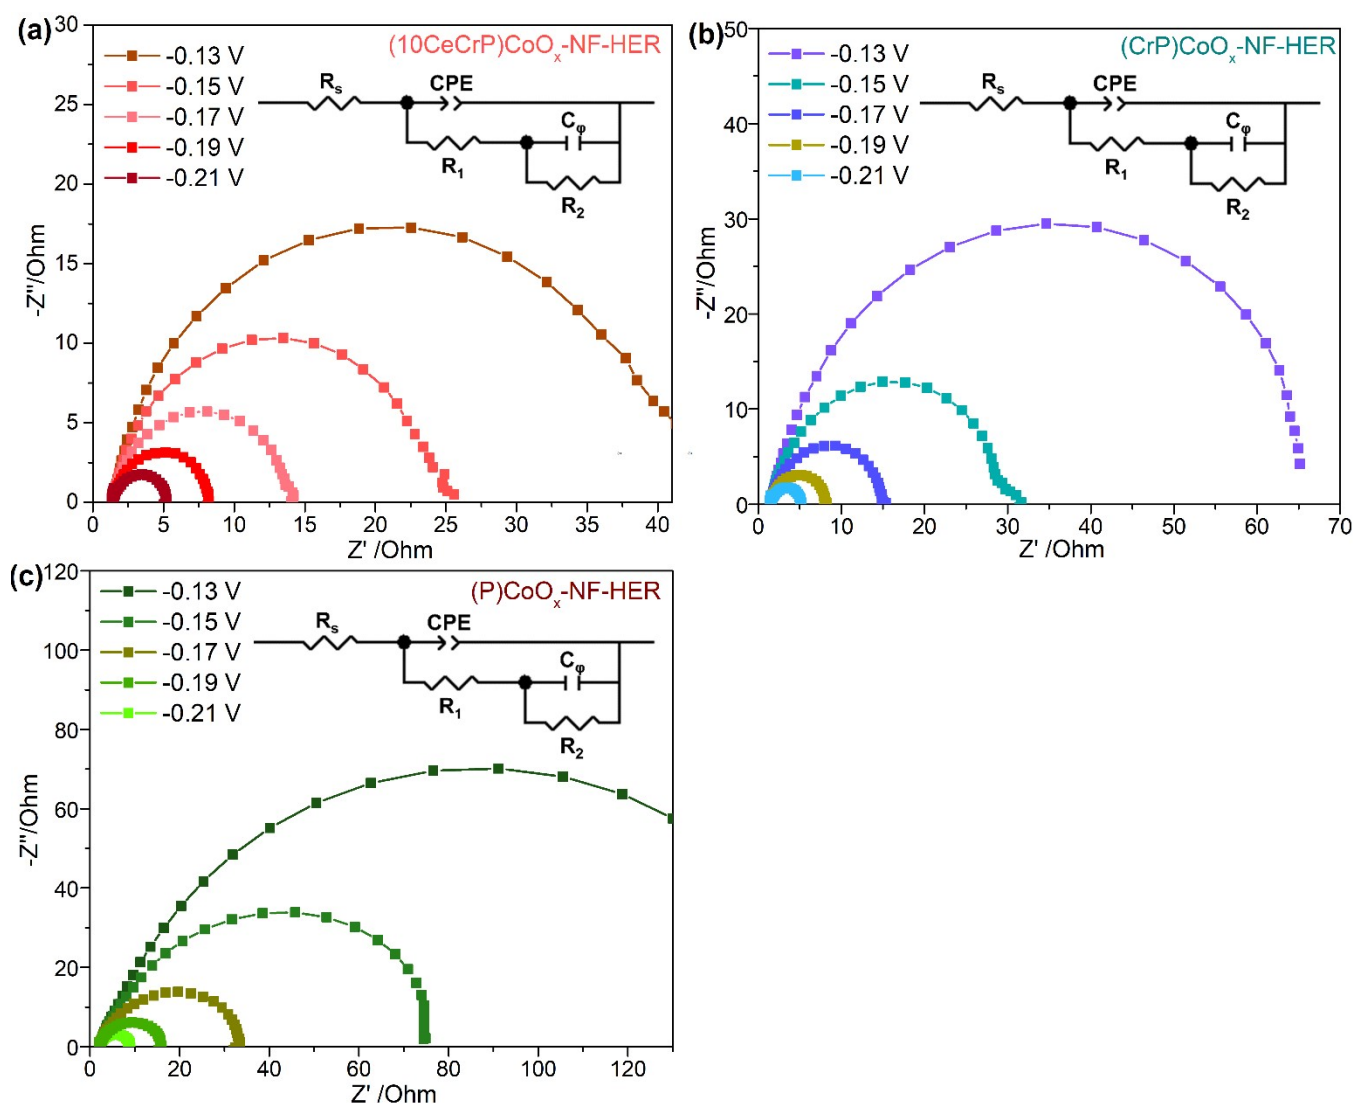 (a)
(10CeCrP)CoOₓ-NF-HER
-0.13 V
-0.15 V
-0.17 V
-0.19 V
-0.21 V
Rₛ
CPE
Cᵩ
R₁
R₂
-Z''/Ohm
30
25
20
15
10
5
0
0 5 10 15 20 25 30 35 40
Z' /Ohm
(b)
(CrP)CoOₓ-NF-HER
-0.13 V
-0.15 V
-0.17 V
-0.19 V
-0.21 V
Rₛ
CPE
Cᵩ
R₁
R₂
-Z''/Ohm
50
40
30
20
10
0
0 10 20 30 40 50 60 70
Z' /Ohm
(c)
(P)CoOₓ-NF-HER
-0.13 V
-0.15 V
-0.17 V
-0.19 V
-0.21 V
Rₛ
CPE
Cᵩ
R₁
R₂
-Z''/Ohm
120
100
80
60
40
20
0
0 20 40 60 80 100 120
Z' /Ohm